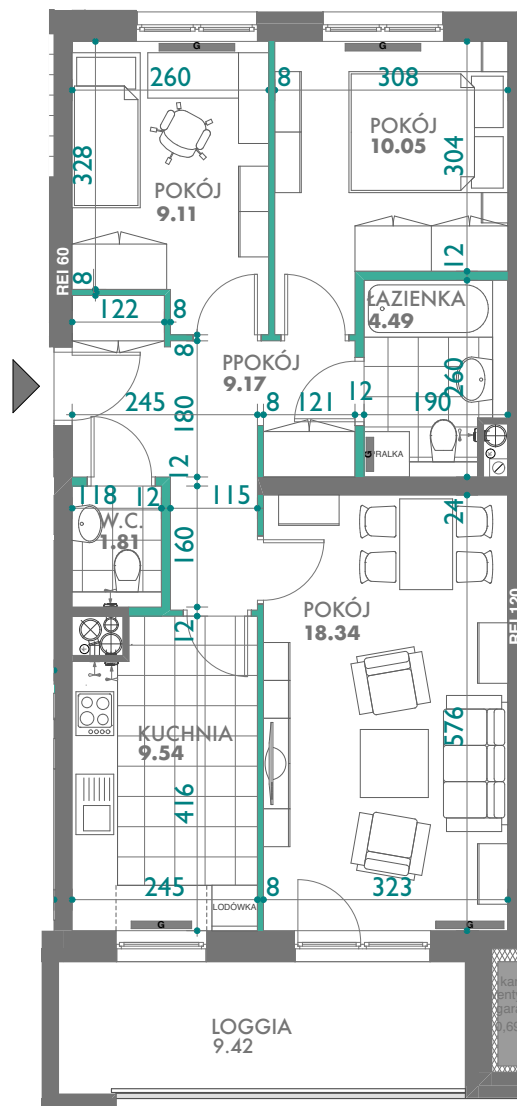 G
G
260
8
308
POKÓJ
10.05
328
304
POKÓJ
9.11
REI 60
12
8
122
8
ŁAZIENKA
4.49
8
PPOKÓJ
9.17
260
245
180
8
121
12
190
G
PRALKA
12
118
12
115
24
W.C.
1.81
160
POKÓJ
18.34
REI 120
12
KUCHNIA
9.54
576
416
245
8
323
LODÓWKA
G
G
LOGGIA
9.42